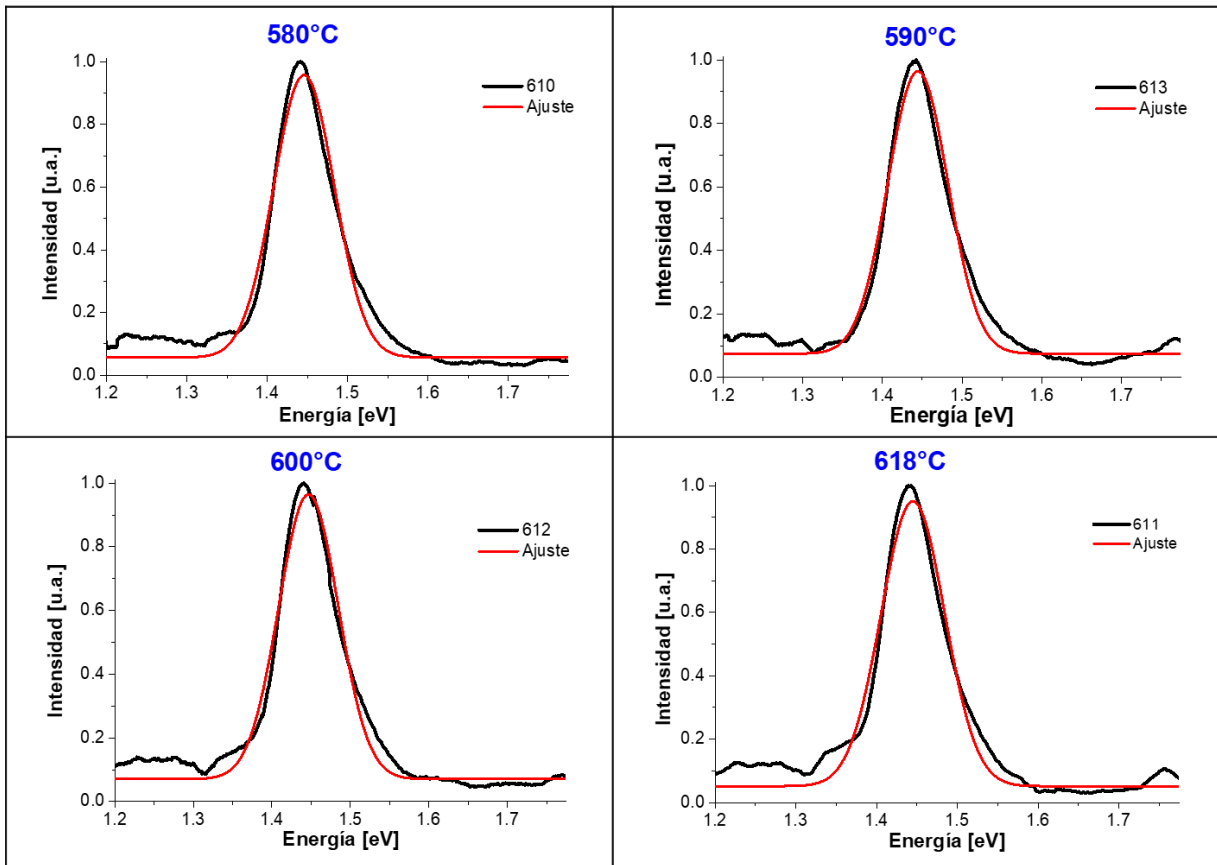 580°C
1.0
0.8
0.6
0.4
0.2
0.0
Intensidad [u.a.]
610
Ajuste
1.2 1.3 1.4 1.5 1.6 1.7
Energía [eV]
590°C
1.0
0.8
0.6
0.4
0.2
0.0
Intensidad [u.a.]
613
Ajuste
1.2 1.3 1.4 1.5 1.6 1.7
Energía [eV]
600°C
1.0
0.8
0.6
0.4
0.2
0.0
Intensidad [u.a.]
612
Ajuste
1.2 1.3 1.4 1.5 1.6 1.7
Energía [eV]
618°C
1.0
0.8
0.6
0.4
0.2
0.0
Intensidad [u.a.]
611
Ajuste
1.2 1.3 1.4 1.5 1.6 1.7
Energía [eV]